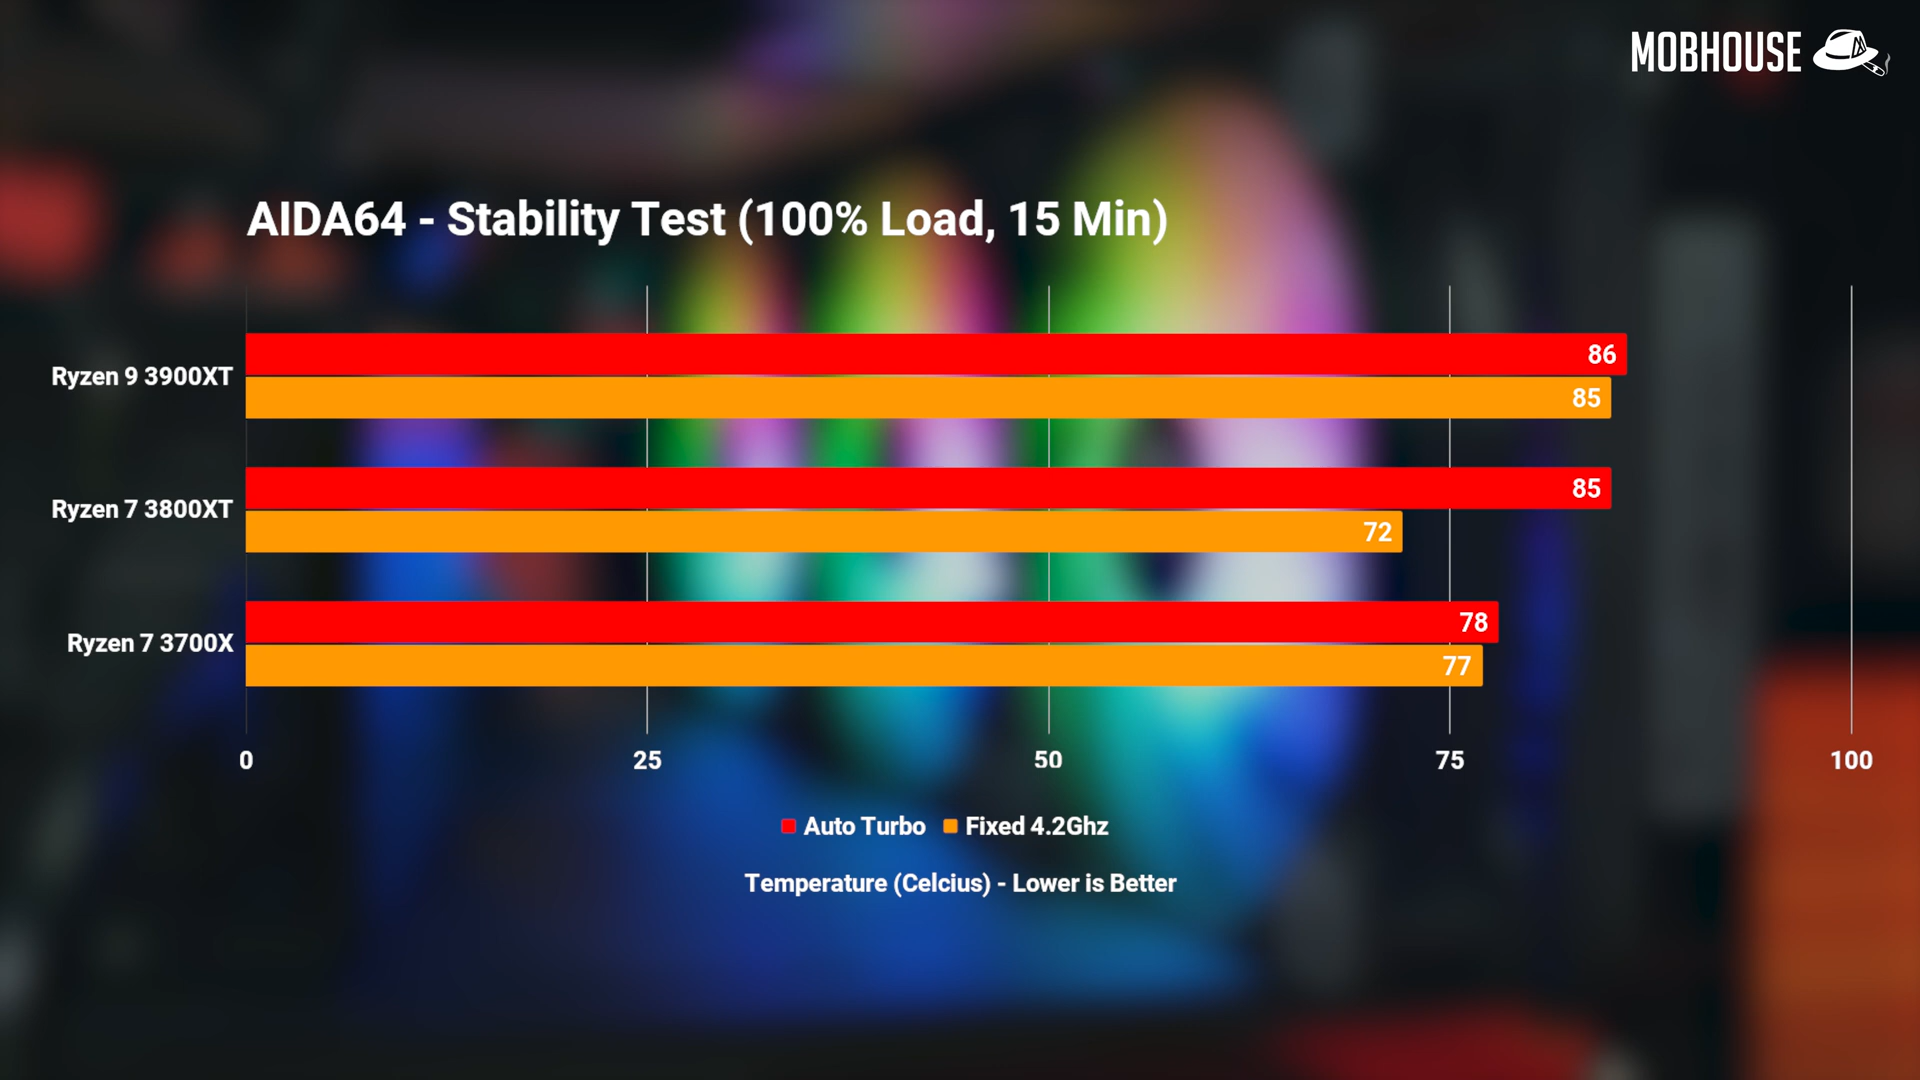 MOBHOUSE
AIDA64 - Stability Test (100% Load, 15 Min)
Ryzen 9 3900XT
86
85
Ryzen 7 3800XT
85
72
Ryzen 7 3700X
78
77
0 25 50 75 100
Auto Turbo Fixed 4.2Ghz
Temperature (Celcius) - Lower is Better